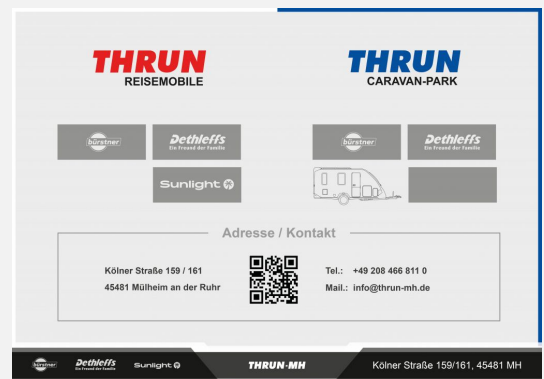 THRUN
REISEMOBILE
THRUN
CARAVAN-PARK
bürstner
Dethleffs
Ein Freund der Familie
bürstner
Dethleffs
Ein Freund der Familie
Sunlight
Adresse / Kontakt
Kölner Straße 159 / 161
45481 Mülheim an der Ruhr
Tel.: +49 208 466 811 0
Mail.: info@thrun-mh.de
bürstner
Dethleffs
Ein Freund der Familie
Sunlight
THRUN-MH
Kölner Straße 159/161, 45481 MH